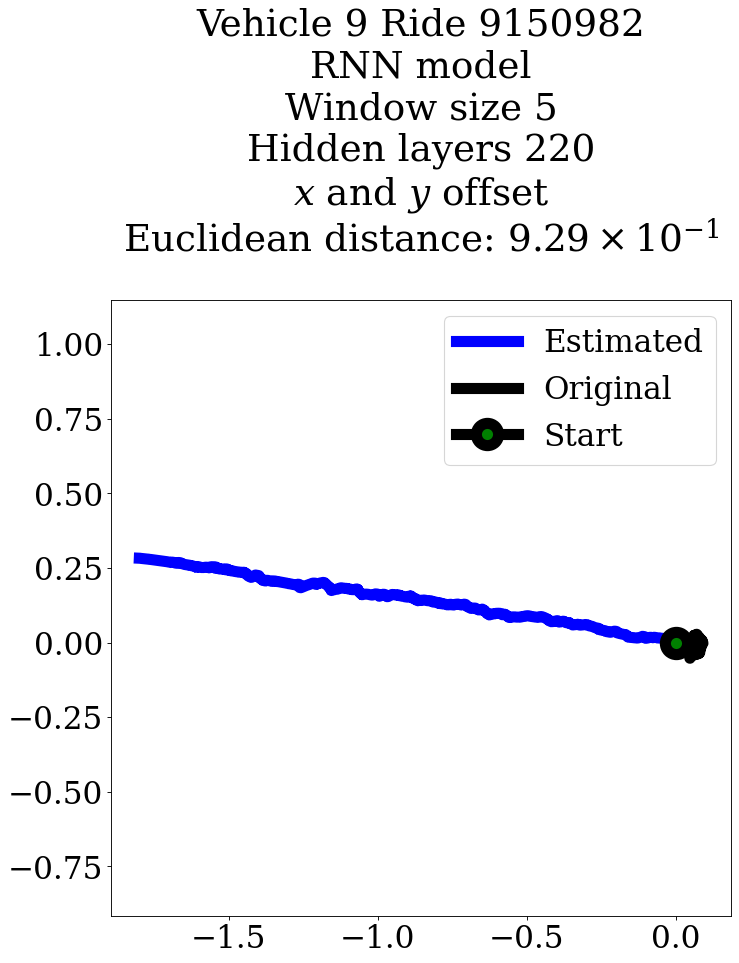 Vehicle 9 Ride 9150982
RNN model
Window size 5
Hidden layers 220
x and y offset
Euclidean distance: 9.29 × 10⁻¹
Estimated
Original
Start
1.00
0.75
0.50
0.25
0.00
−0.25
−0.50
−0.75
−1.5 −1.0 −0.5 0.0